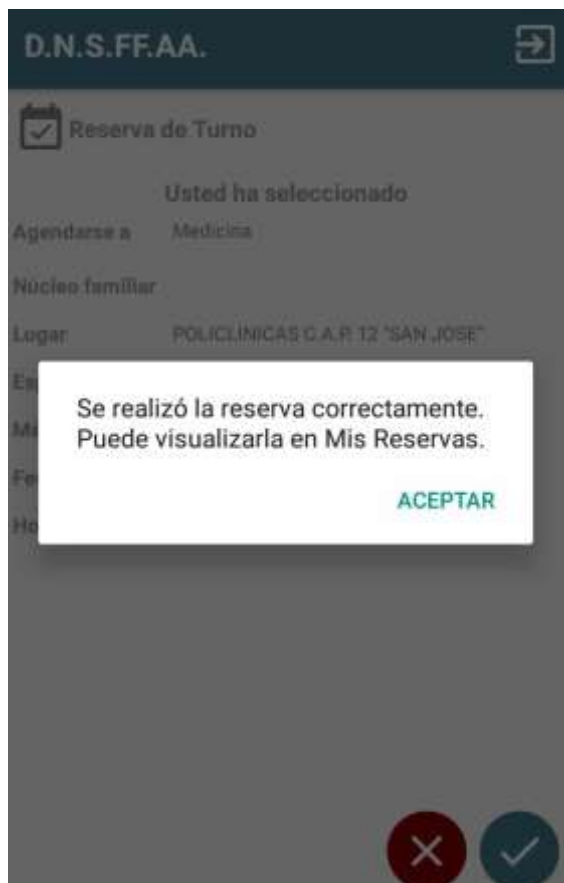 D.N.S.FF.AA.
Reserva de Turno
Usted ha seleccionado
Agendarse a Medicina
Núcleo familiar
Lugar POLICLÍNICAS C.A.P. 12 "SAN JOSE"
Se realizó la reserva correctamente.
Puede visualizarla en Mis Reservas.
ACEPTAR